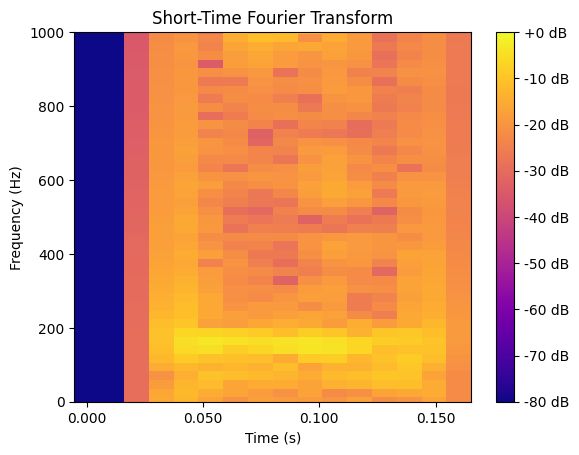 Short-Time Fourier Transform
1000
800
600
400
200
0
Frequency (Hz)
0.000
0.050
0.100
0.150
Time (s)
+0 dB
-10 dB
-20 dB
-30 dB
-40 dB
-50 dB
-60 dB
-70 dB
-80 dB